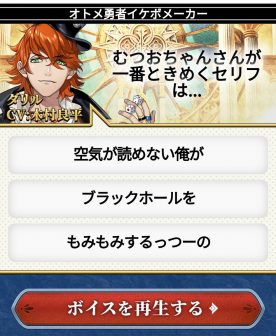 オトメ勇者イケボメーカー
むつおちゃんさんが
一番ときめくセリフ
は…
ダリル
CV:木村良平
空気が読めない俺が
ブラックホールを
もみもみするっつーの
ボイスを再生する